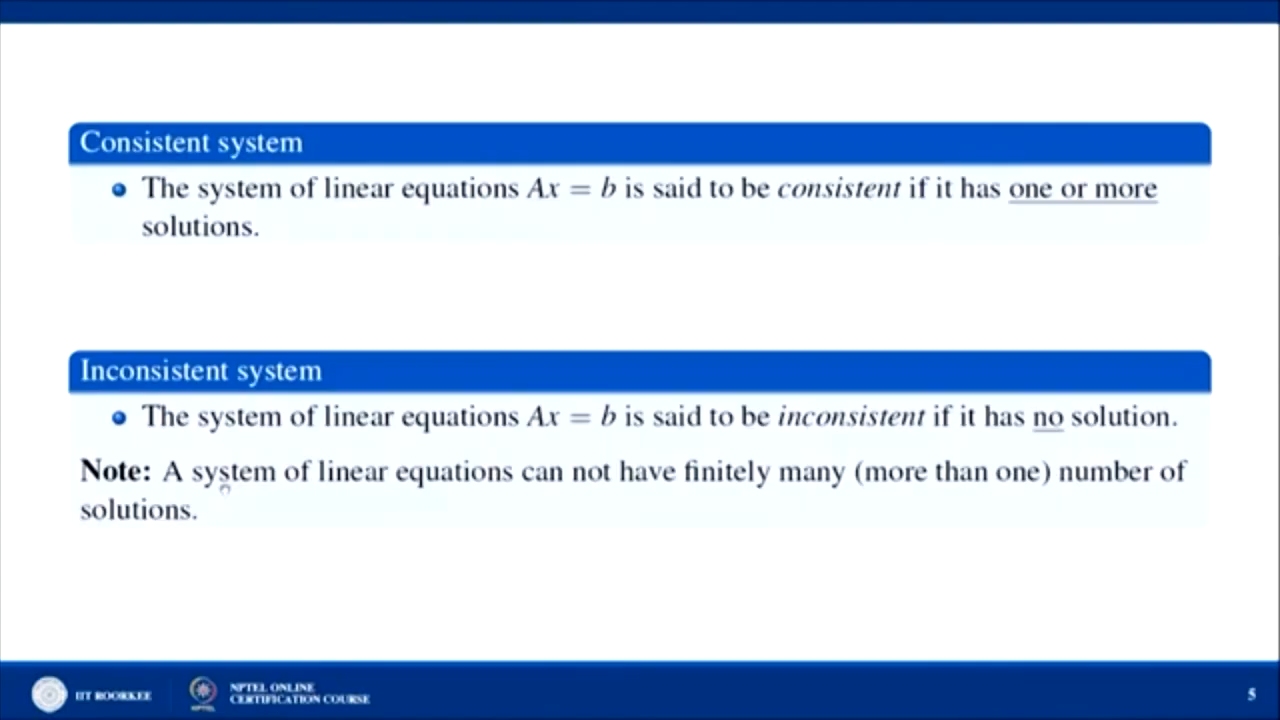 Consistent system
The system of linear equations Ax = b is said to be consistent if it has one or more
solutions.
Inconsistent system
The system of linear equations Ax = b is said to be inconsistent if it has no solution.
Note: A system of linear equations can not have finitely many (more than one) number of
solutions.
IIT ROORKEE
NPTEL
NPTEL ONLINE
CERTIFICATION COURSE
5